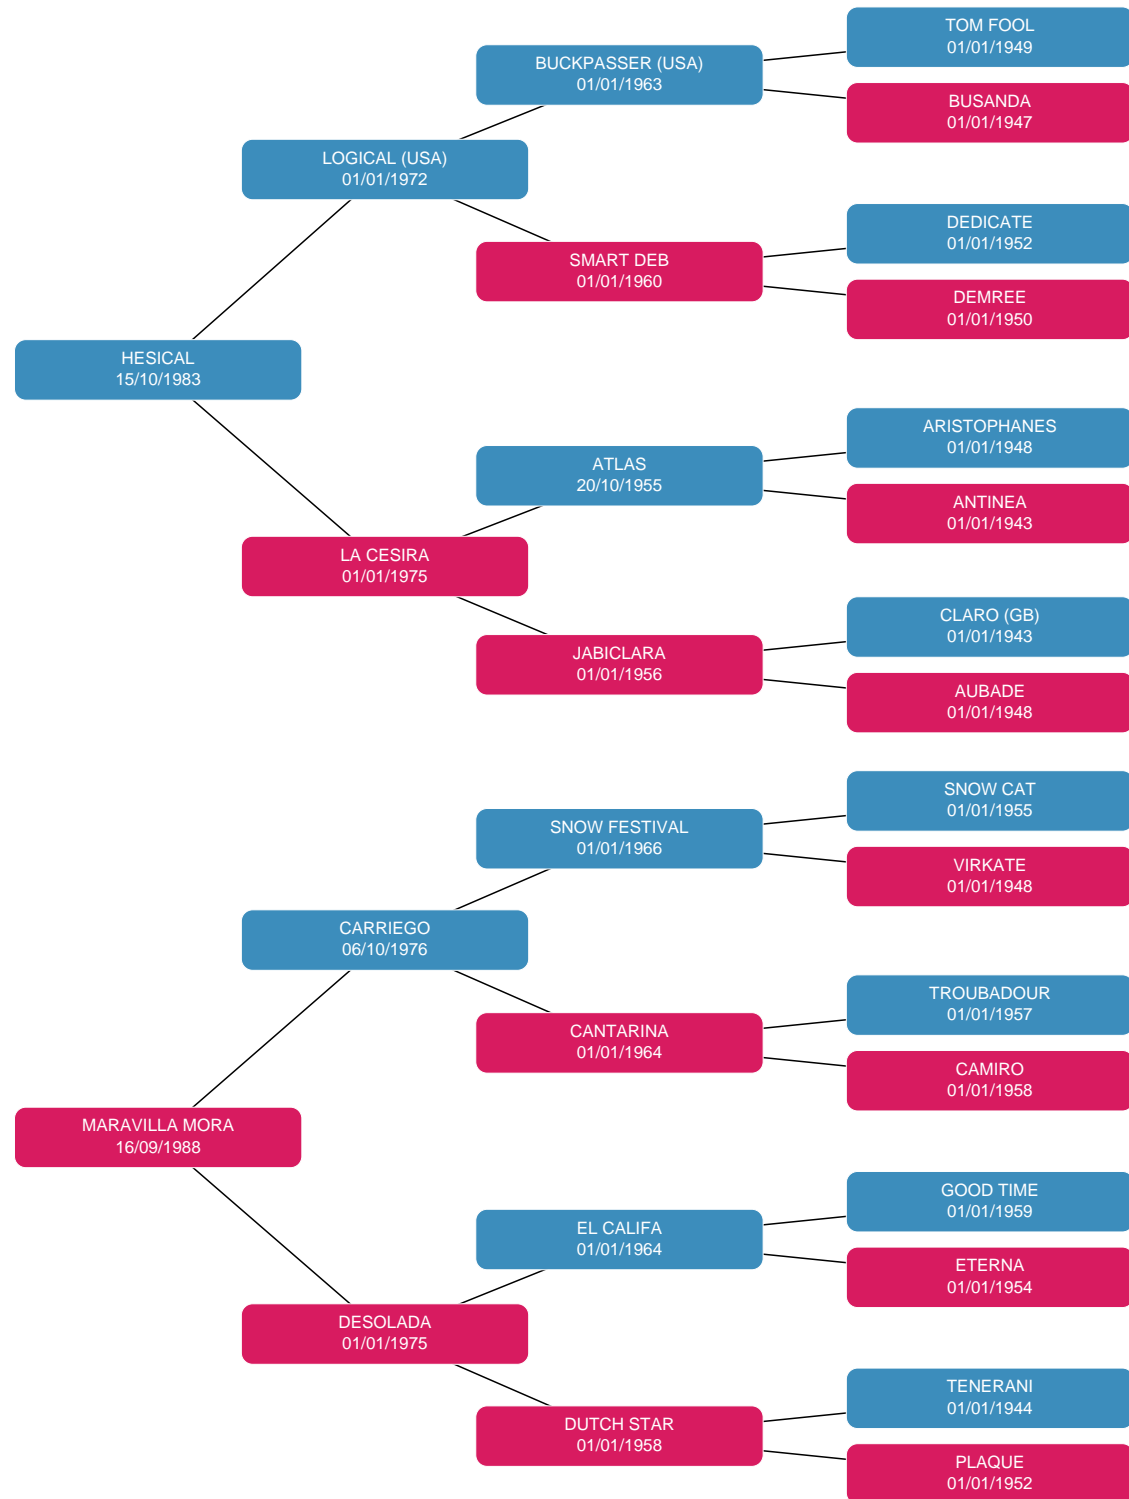 TOM FOOL
01/01/1949
BUCKPASSER (USA)
01/01/1963
BUSANDA
01/01/1947
LOGICAL (USA)
01/01/1972
DEDICATE
01/01/1952
SMART DEB
01/01/1960
DEMREE
01/01/1950
HESICAL
15/10/1983
ARISTOPHANES
01/01/1948
ATLAS
20/10/1955
ANTINEA
01/01/1943
LA CESIRA
01/01/1975
CLARO (GB)
01/01/1943
JABICLARA
01/01/1956
AUBADE
01/01/1948
SNOW CAT
01/01/1955
SNOW FESTIVAL
01/01/1966
VIRKATE
01/01/1948
CARRIEGO
06/10/1976
TROUBADOUR
01/01/1957
CANTARINA
01/01/1964
CAMIRO
01/01/1958
MARAVILLA MORA
16/09/1988
GOOD TIME
01/01/1959
EL CALIFA
01/01/1964
ETERNA
01/01/1954
DESOLADA
01/01/1975
TENERANI
01/01/1944
DUTCH STAR
01/01/1958
PLAQUE
01/01/1952